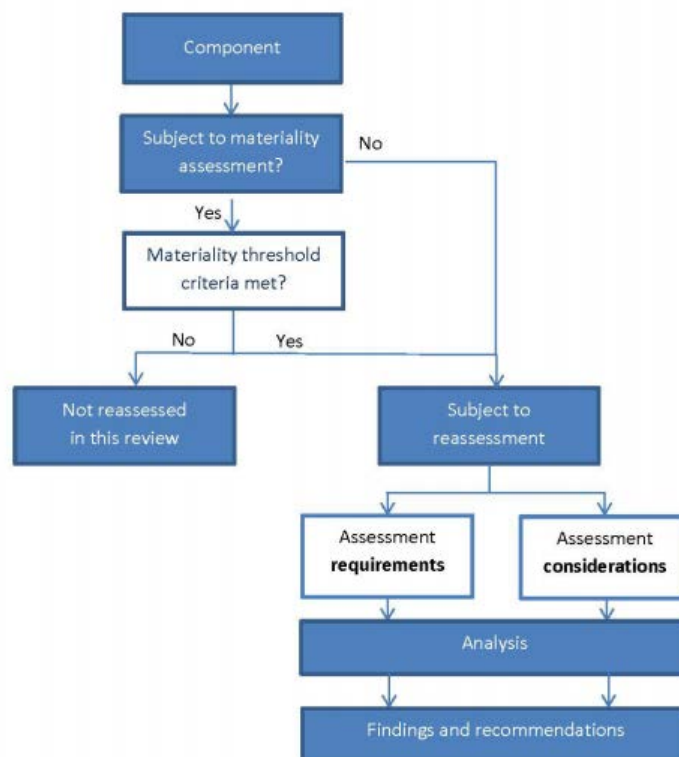 Component
Subject to materiality
assessment?
No
Yes
Materiality threshold
criteria met?
No
Yes
Not reassessed
in this review
Subject to
reassessment
Assessment
requirements
Assessment
considerations
Analysis
Findings and recommendations